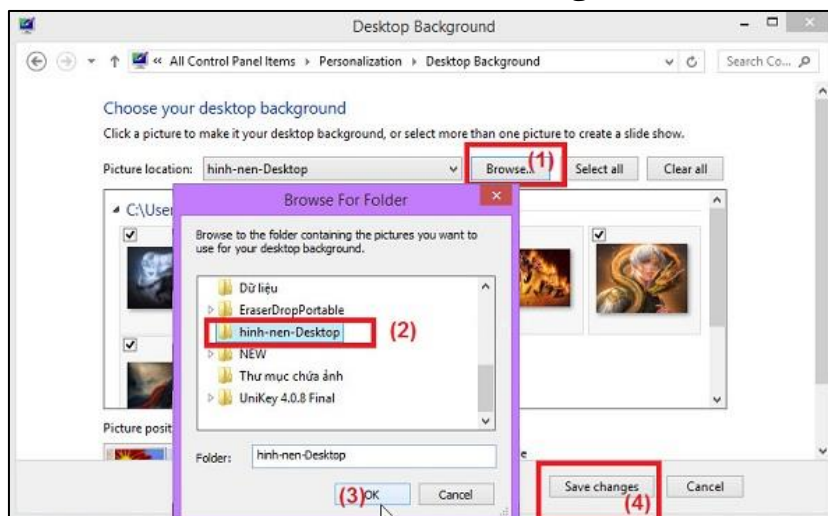 Desktop Background
« All Control Panel Items Personalization Desktop Background
Search Co...
Choose your desktop background
Click a picture to make it your desktop background, or select more than one picture to create a slide show.
Picture location: hinh-nen-Desktop Browse... (1) Select all Clear all
Browse For Folder
Browse to the folder containing the pictures you want to
use for your desktop background.
Dữ liệu
EraserDropPortable
hinh-nen-Desktop (2)
NEW
Thư mục chứa ảnh
UniKey 4.0.8 Final
Folder: hinh-nen-Desktop
(3) OK Cancel
Save changes Cancel
(4)